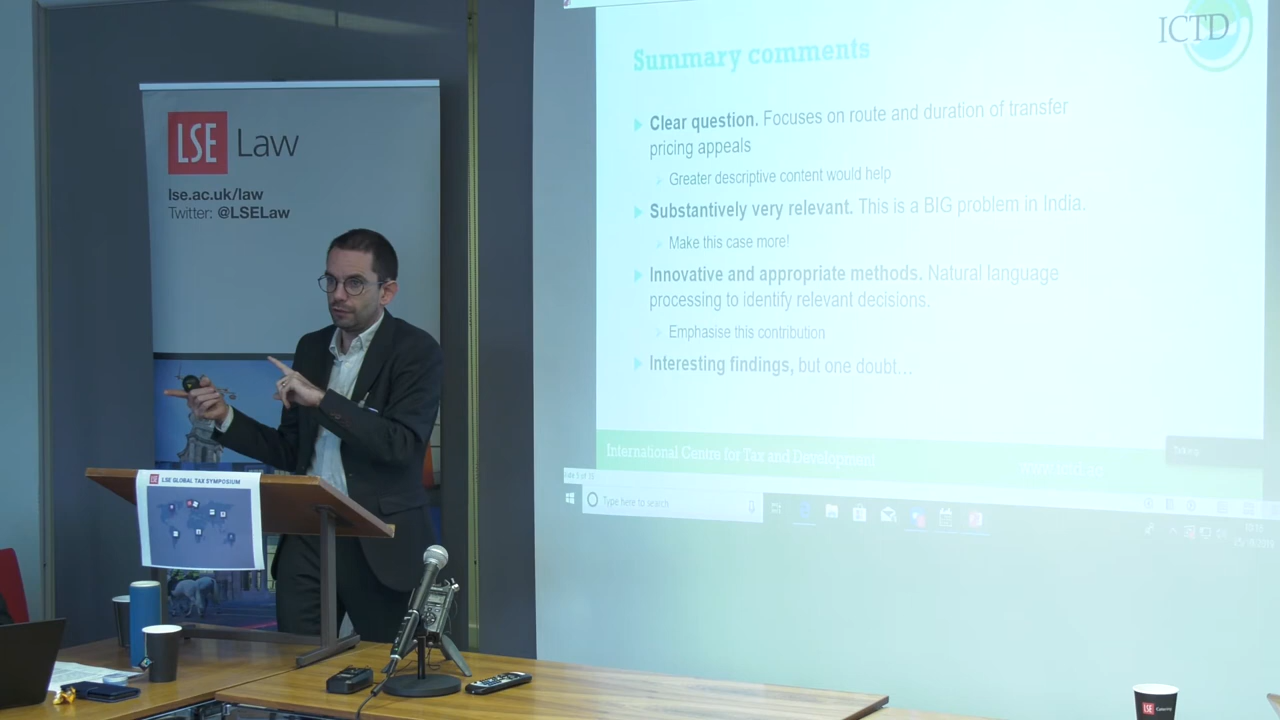 LSE Law
lse.ac.uk/law
Twitter: @LSELaw
LSE GLOBAL TAX SYMPOSIUM
ICTD
Summary comments
Clear question. Focuses on route and duration of transfer
pricing appeals
Greater descriptive content would help
Substantively very relevant. This is a BIG problem in India.
Make this case more!
Innovative and appropriate methods. Natural language
processing to identify relevant decisions.
Emphasise this contribution
Interesting findings, but one doubt...
International Centre for Tax and Development
Type here to search
LSE